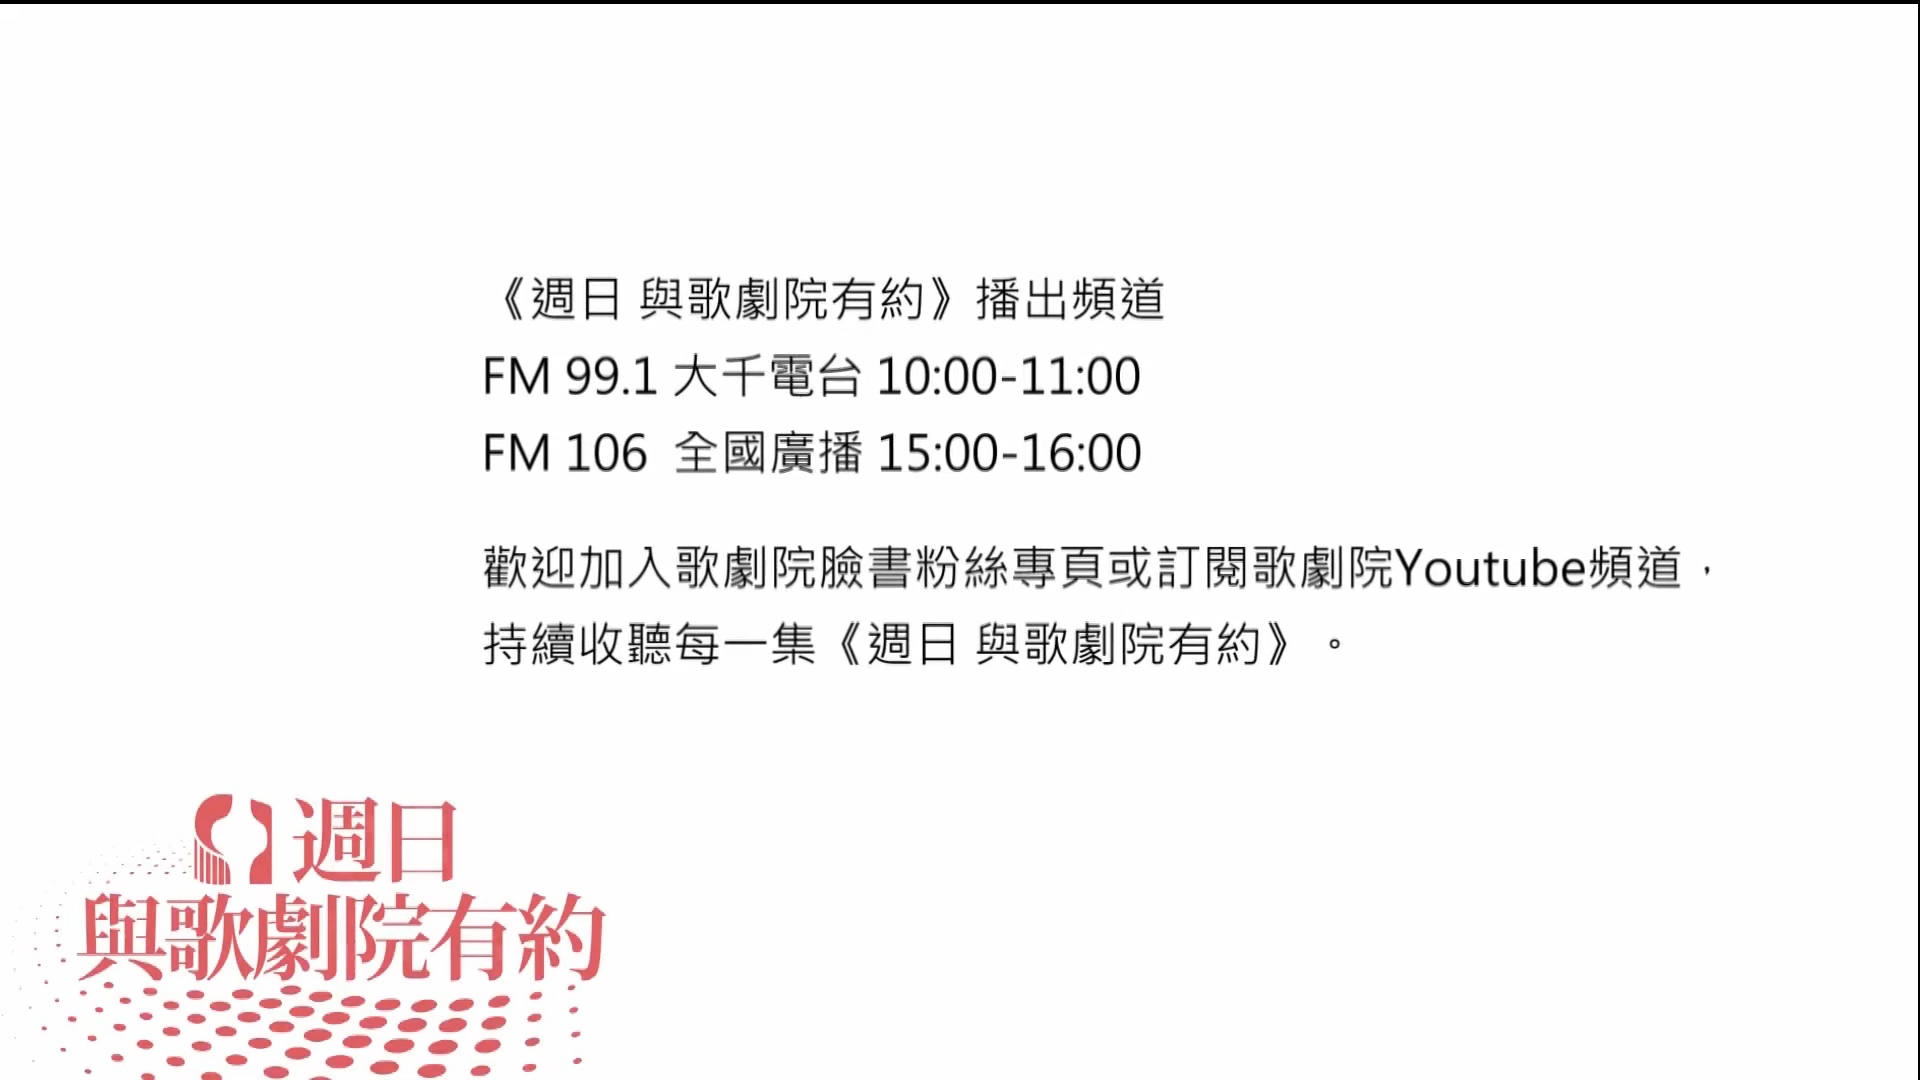 《週日 與歌劇院有約》播出頻道
FM 99.1 大千電台 10:00-11:00
FM 106  全國廣播 15:00-16:00
歡迎加入歌劇院臉書粉絲專頁或訂閱歌劇院Youtube頻道，
持續收聽每一集《週日 與歌劇院有約》。
週日
與歌劇院有約